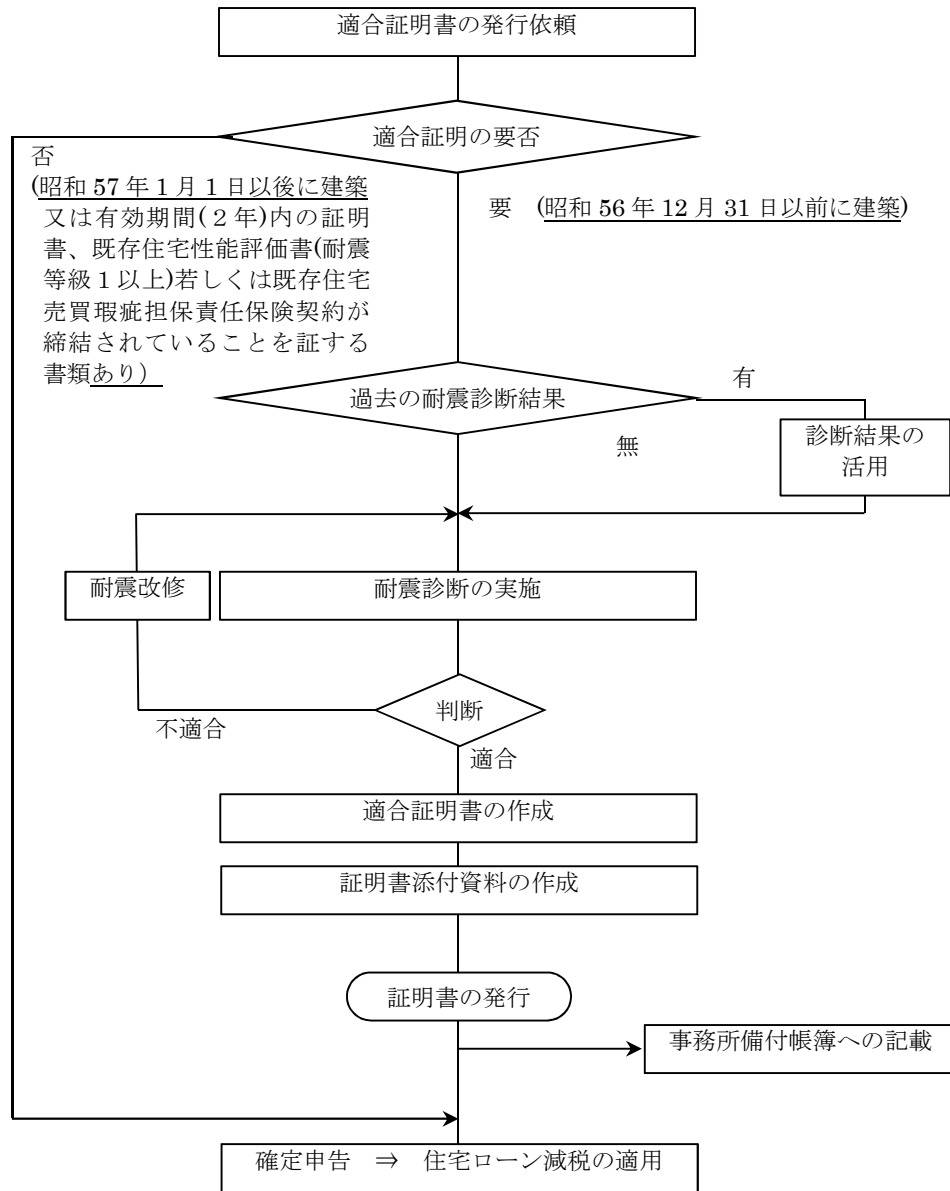 適合証明書の発行依頼
適合証明の要否
否
(昭和 57 年 1 月 1 日以後に建築
又は有効期間(２年)内の証明
書、既存住宅性能評価書(耐震
等級 1 以上)若しくは既存住宅
売買瑕疵担保責任保険契約が
締結されていることを証する
書類あり）
要　(昭和 56 年 12 月 31 日以前に建築)
過去の耐震診断結果
有
無
診断結果の
活用
耐震改修
耐震診断の実施
判断
不適合
適合
適合証明書の作成
証明書添付資料の作成
証明書の発行
事務所備付帳簿への記載
確定申告　⇒　住宅ローン減税の適用